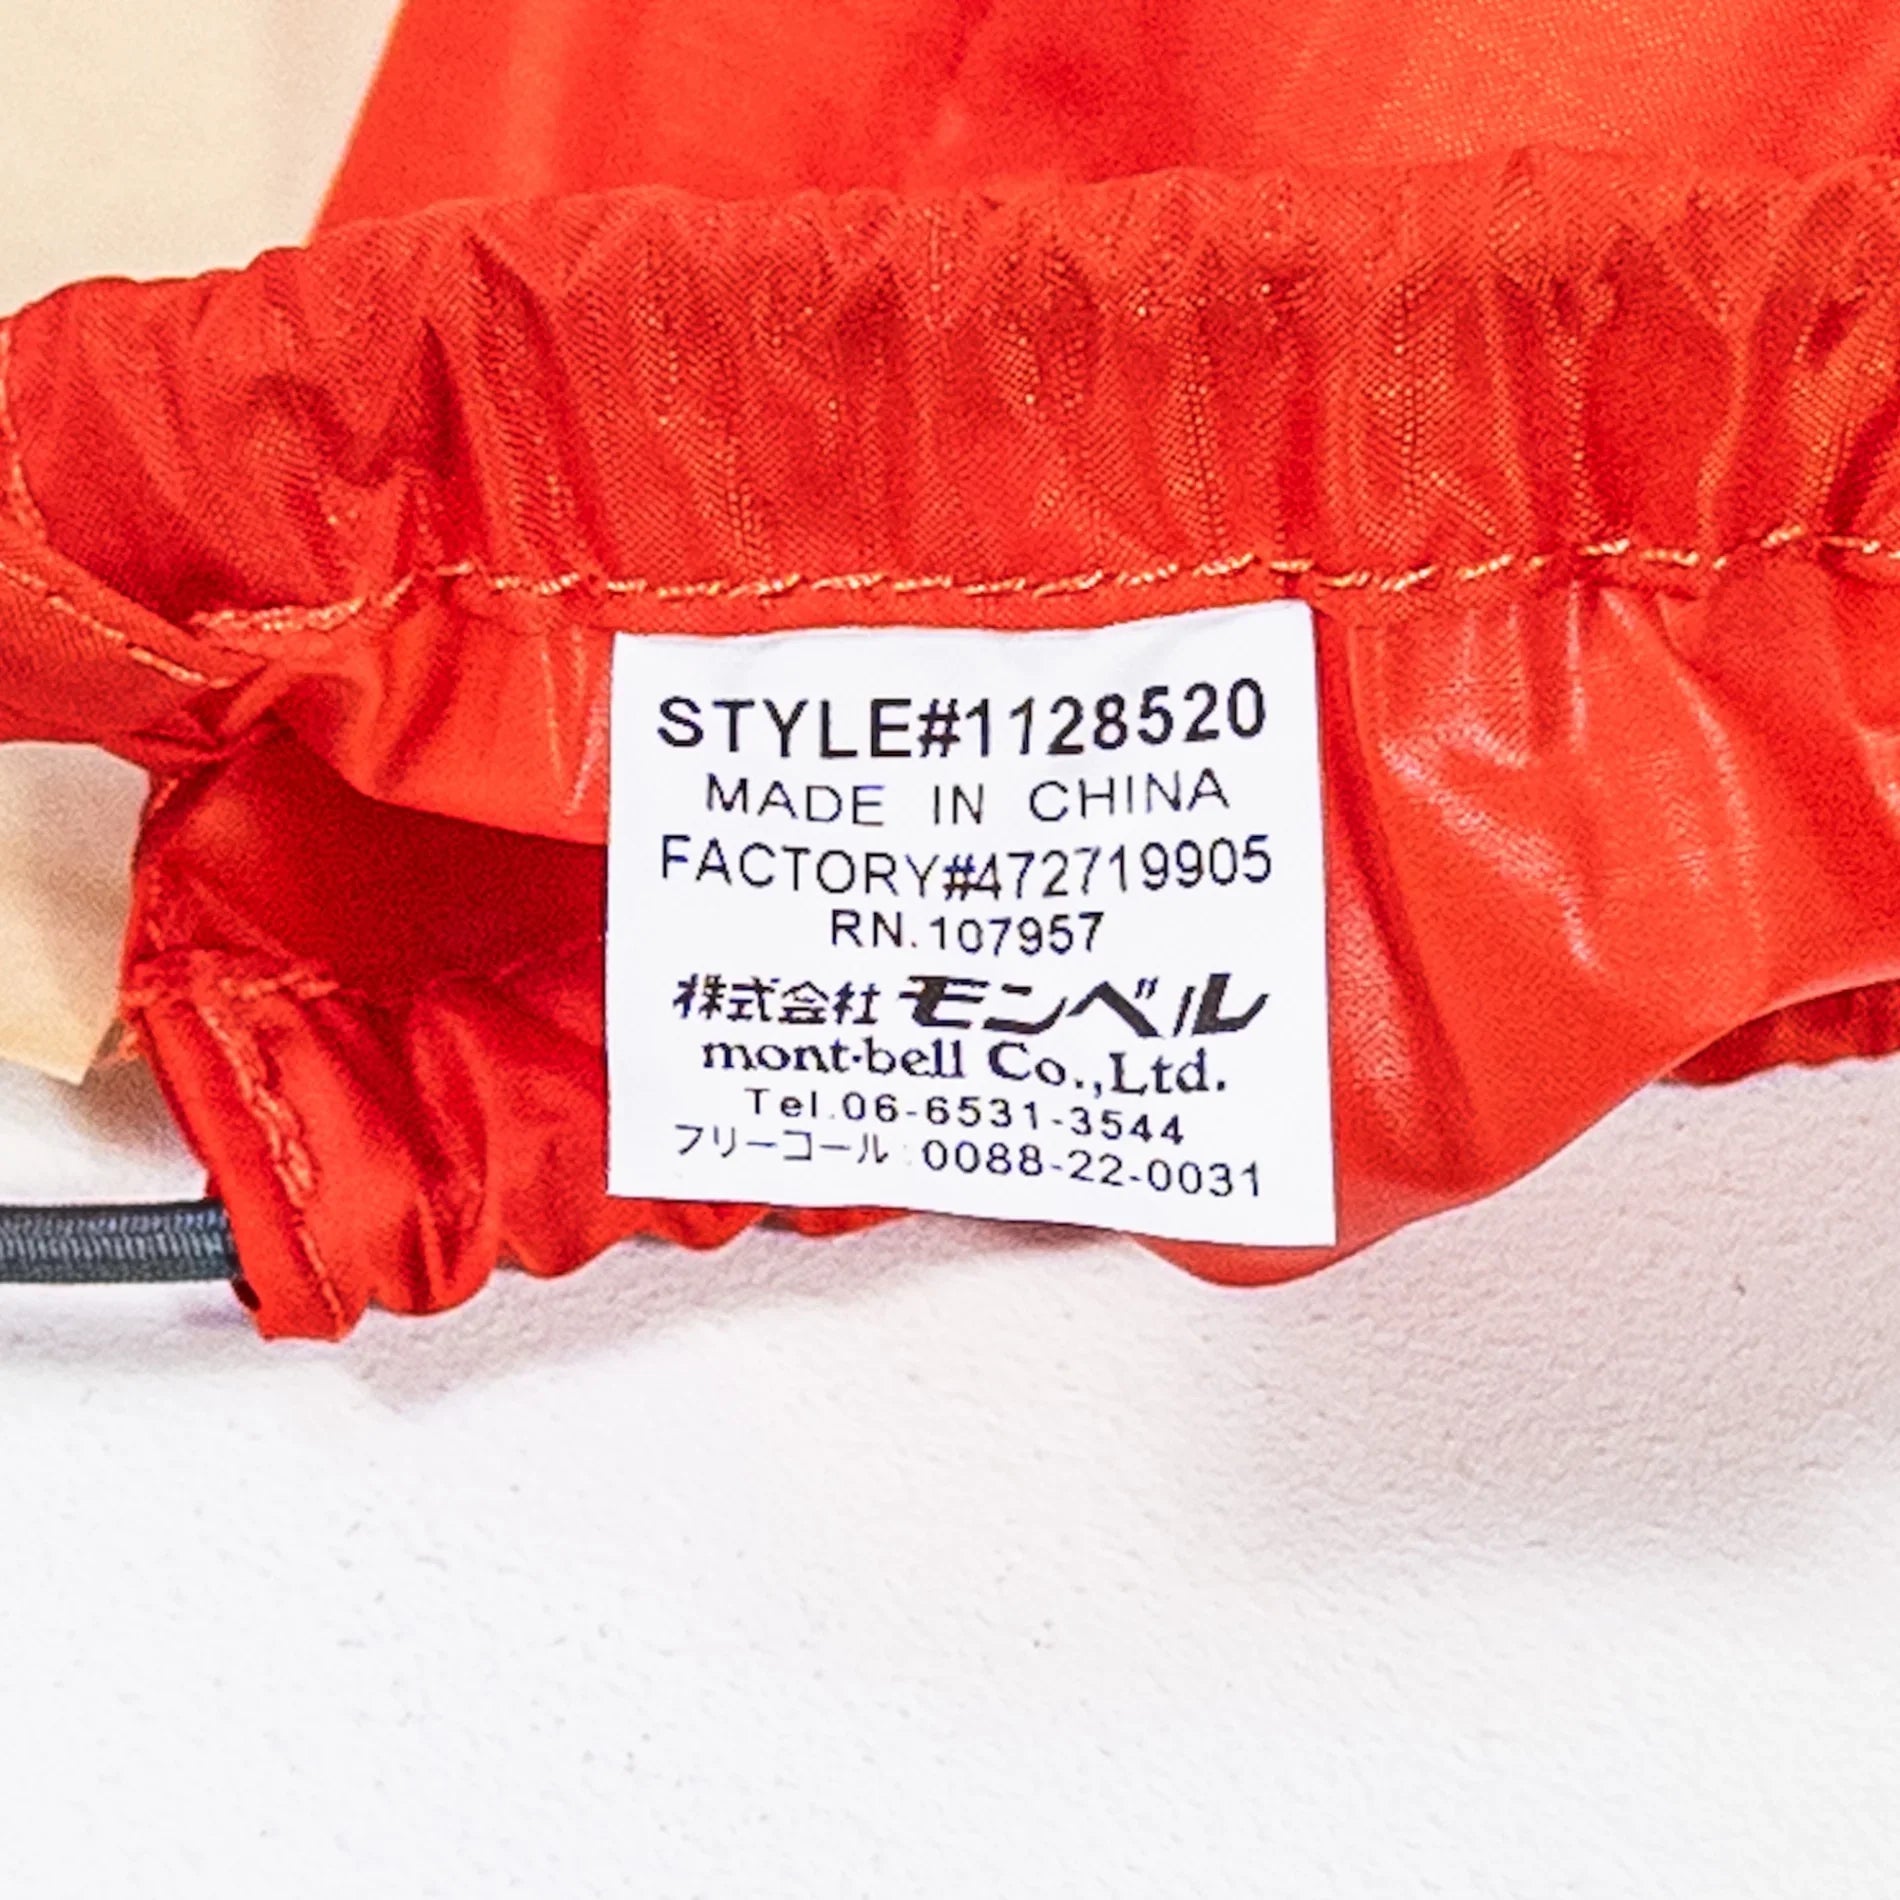 STYLE#1128520
MADE IN CHINA
FACTORY#472719905
RN.107957
株式会社 モンベル
mont-bell Co.,Ltd.
Tel.06-6531-3544
フリーコール:0088-22-0031